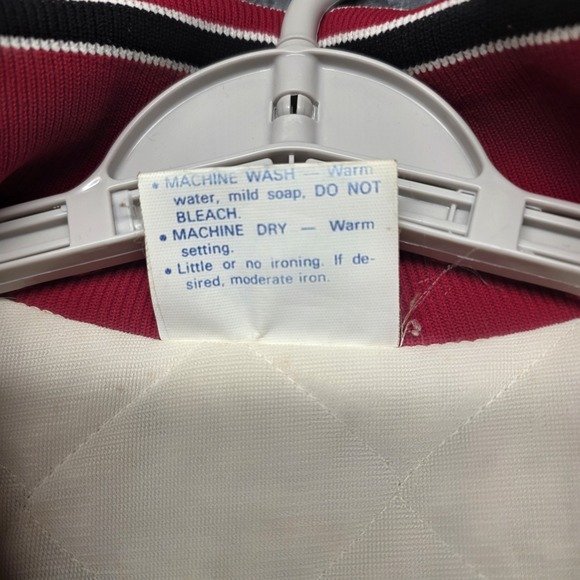 • MACHINE WASH — Warm
water, mild soap, DO NOT
BLEACH.
• MACHINE DRY — Warm
setting.
• Little or no ironing. If de-
sired, moderate iron.